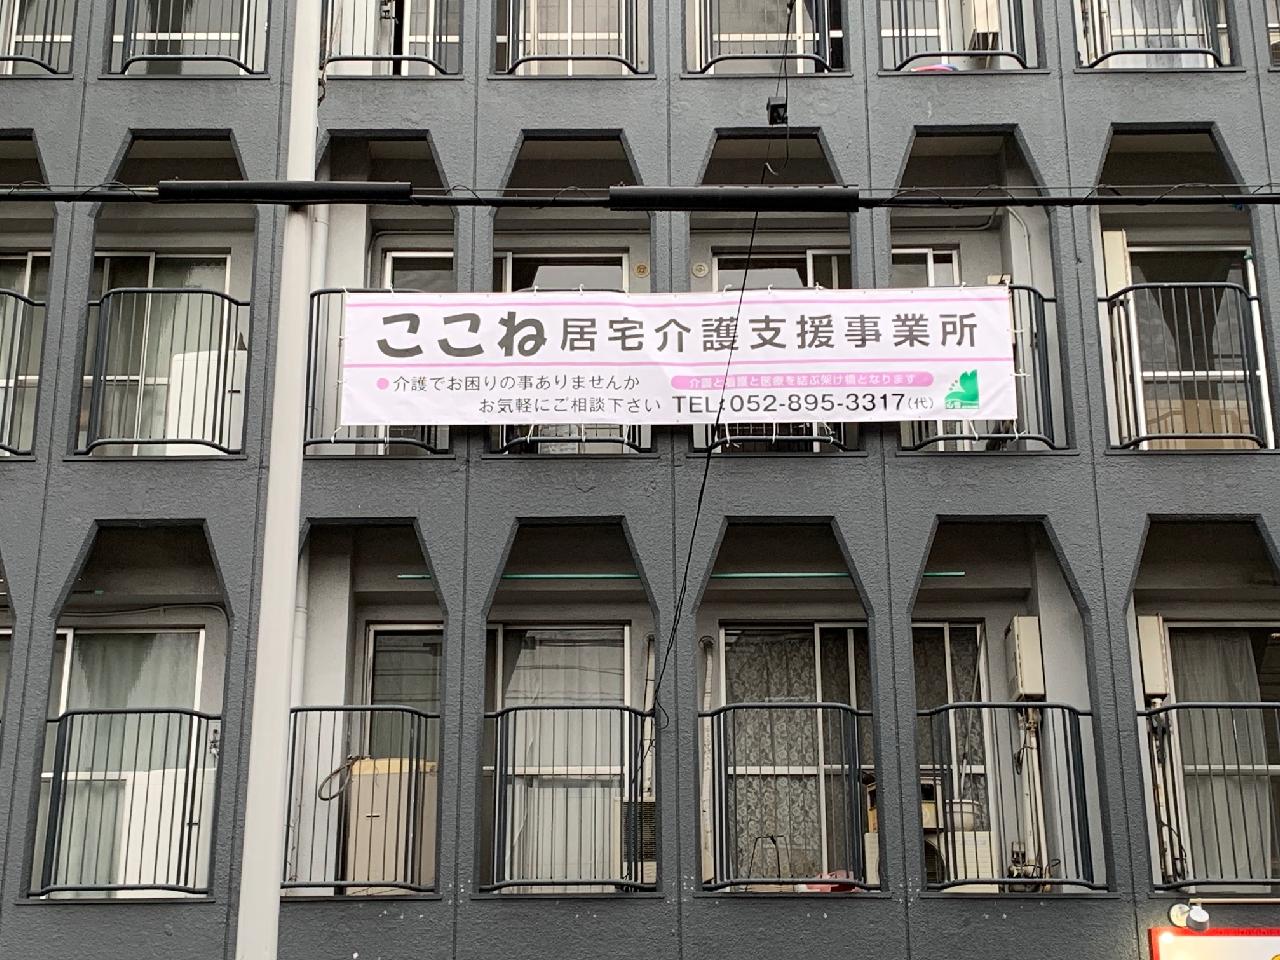 ここね居宅介護支援事業所
●介護でお困りの事ありませんか
介護と看護と医療を結ぶ架け橋となります
お気軽にご相談下さい TEL:052-895-3317(代)